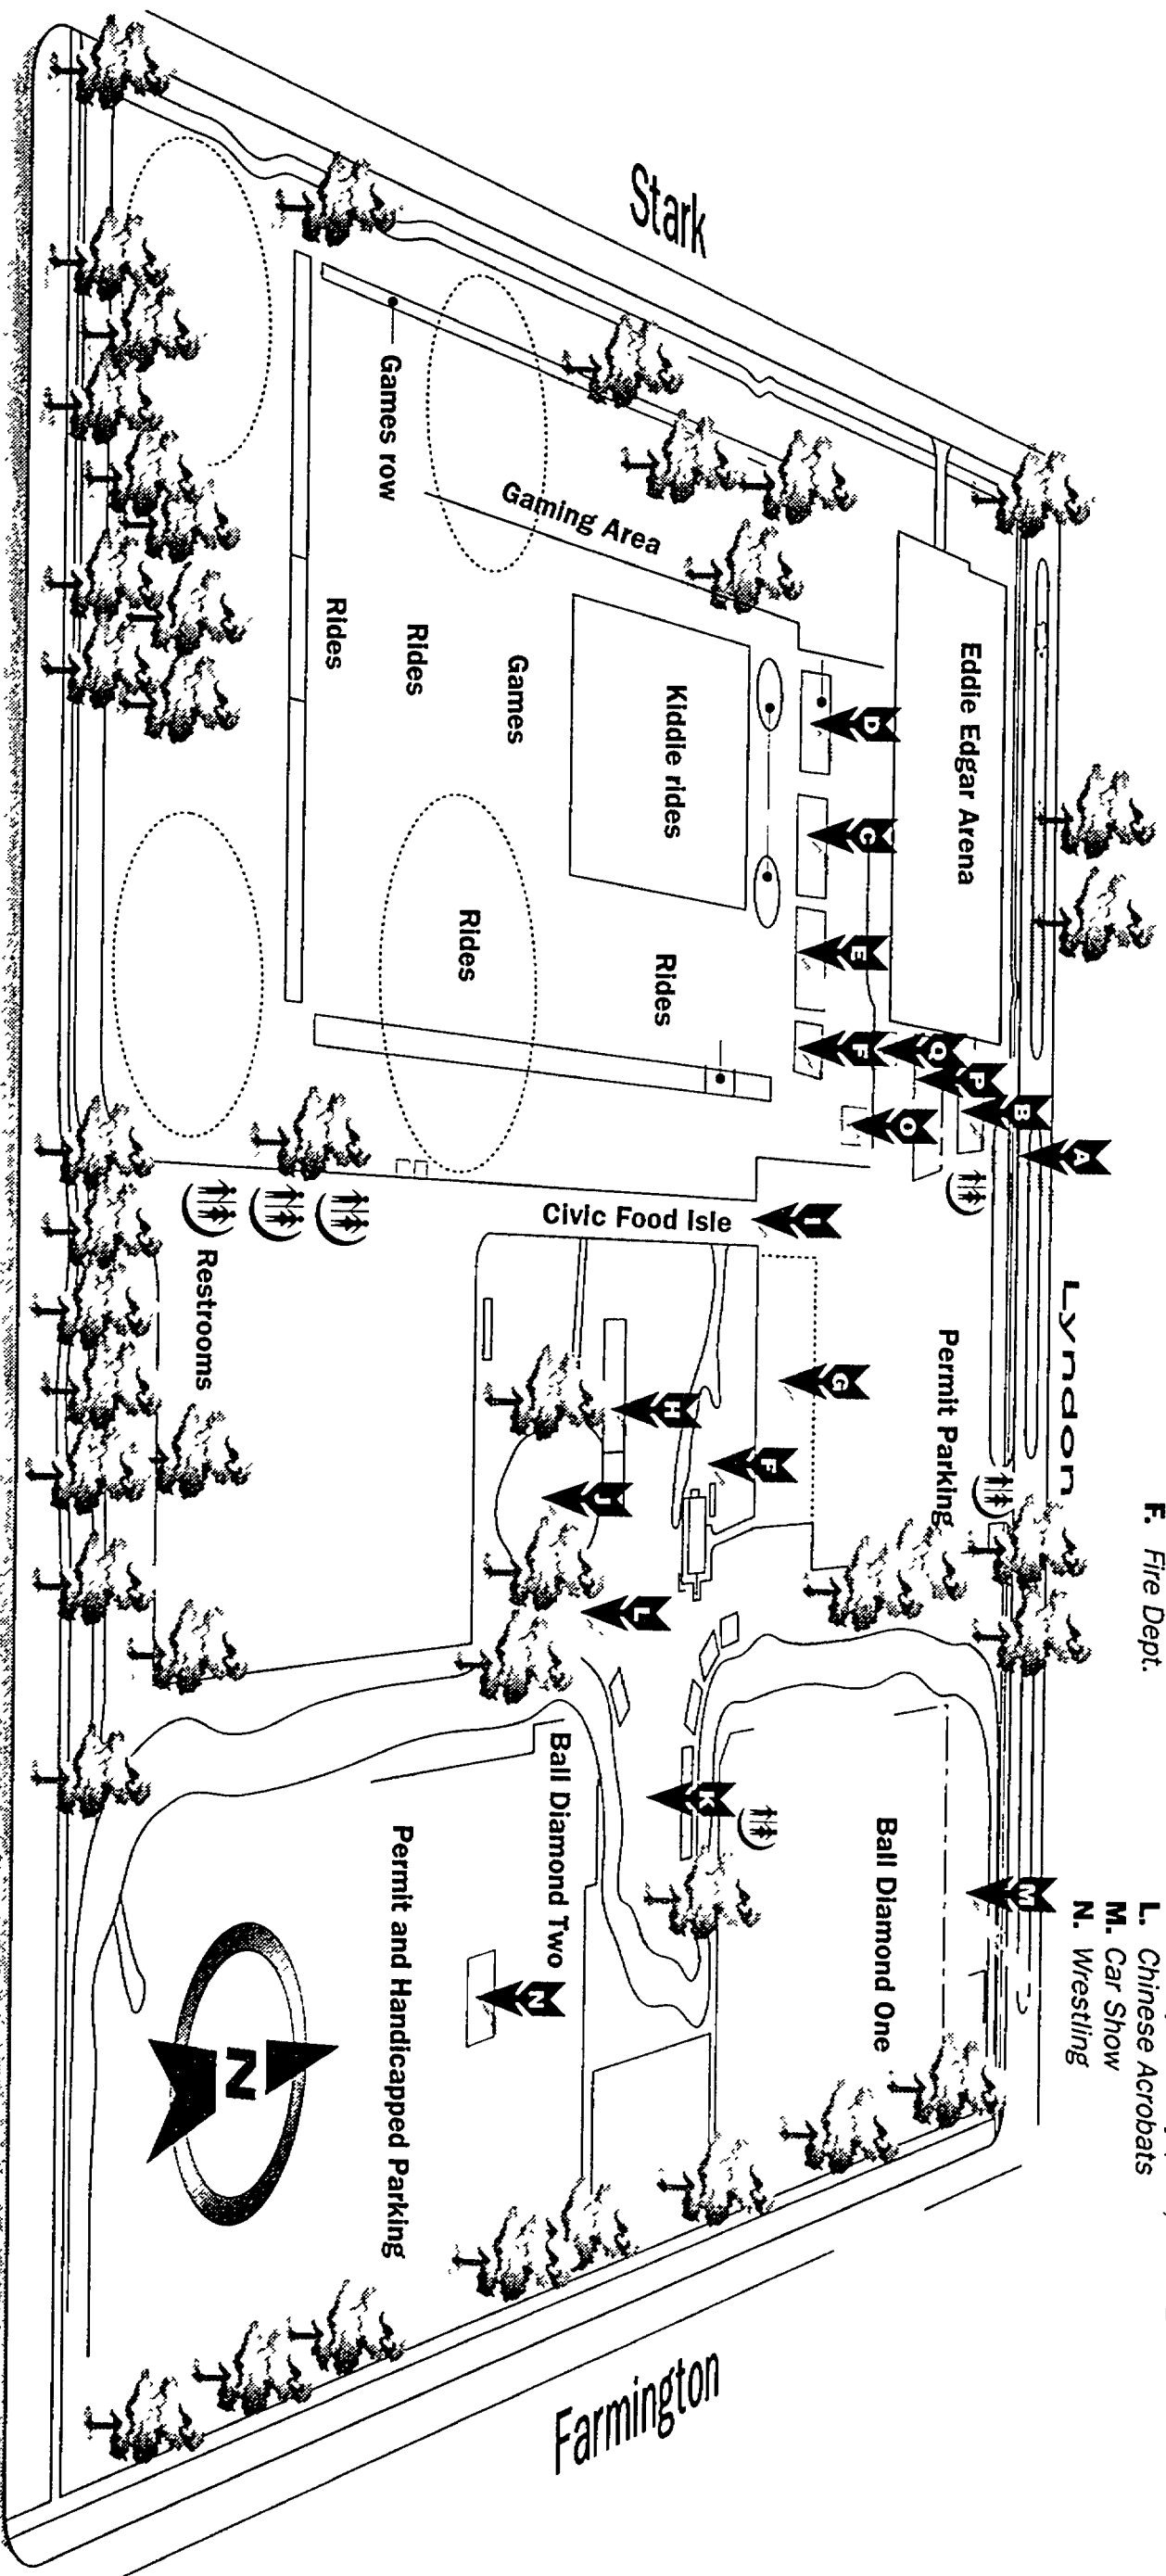 F. Fire Dept.
L. Chinese Acrobats
M. Car Show
N. Wrestling
Lyndon
Stark
Farmington
Eddie Edgar Arena
A
B
P
Q
O
D
C
E
F
Permit Parking
M
Ball Diamond One
Gaming Area
Kiddie rides
Rides
I
G
Civic Food Isle
H
F
J
L
K
Games row
Games
Rides
Rides
Rides
Ball Diamond Two
N
Permit and Handicapped Parking
Restrooms
N